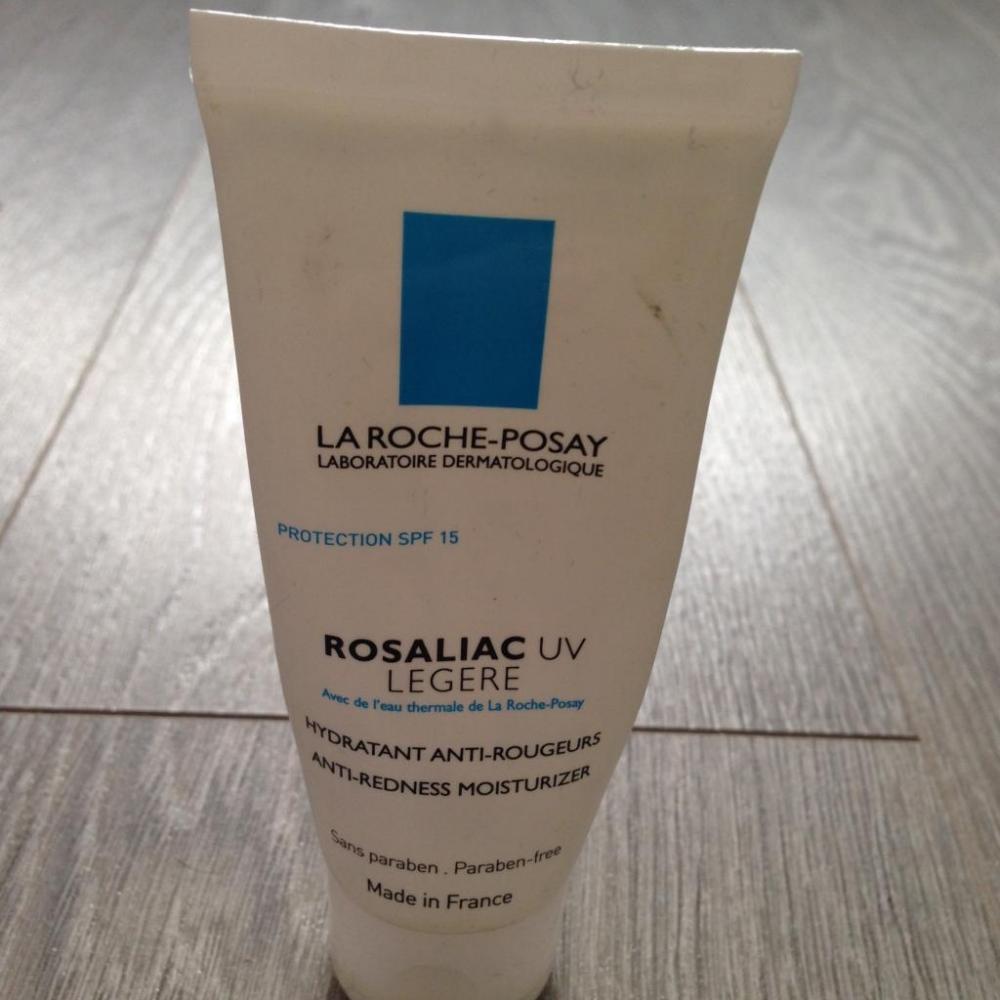 LA ROCHE-POSAY
LABORATOIRE DERMATOLOGIQUE
PROTECTION SPF 15
ROSALIAC UV
LEGERE
Avec de l'eau thermale de La Roche-Posay
HYDRATANT ANTI-ROUGEURS
ANTI-REDNESS MOISTURIZER
Sans paraben . Paraben-free
Made in France